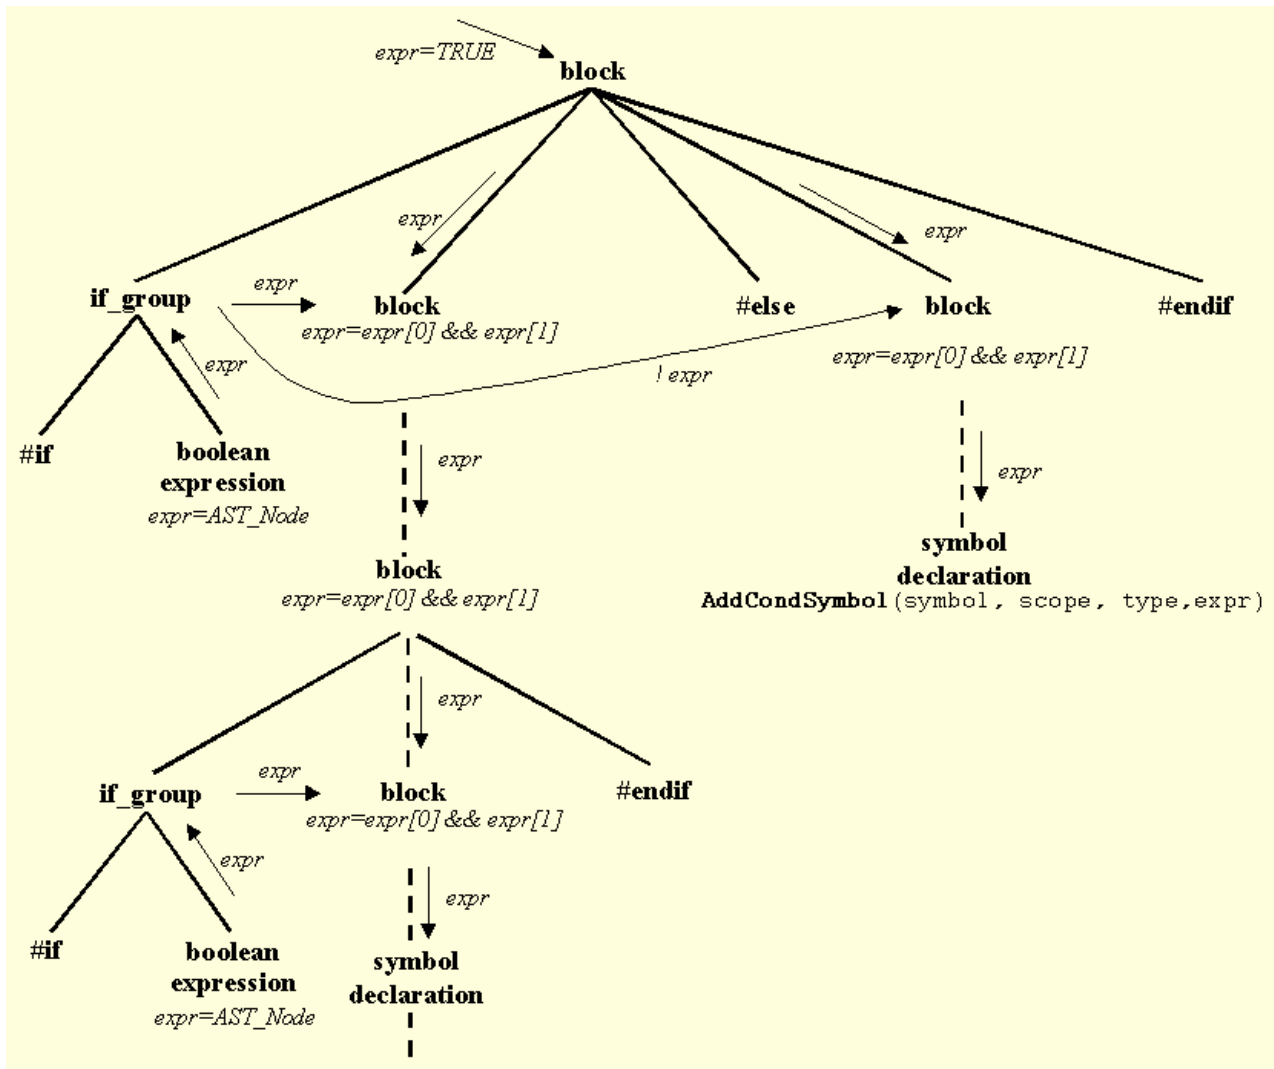 expr=TRUE
block
expr
expr
if_group
expr
block
#else
block
#endif
expr=expr[0] && expr[1]
expr=expr[0] && expr[1]
expr
! expr
#if
boolean
expression
expr=AST_Node
expr
expr
block
expr=expr[0] && expr[1]
symbol
declaration
AddCondSymbol(symbol, scope, type,expr)
expr
if_group
expr
block
#endif
expr=expr[0] && expr[1]
expr
#if
boolean
expression
expr=AST_Node
expr
symbol
declaration